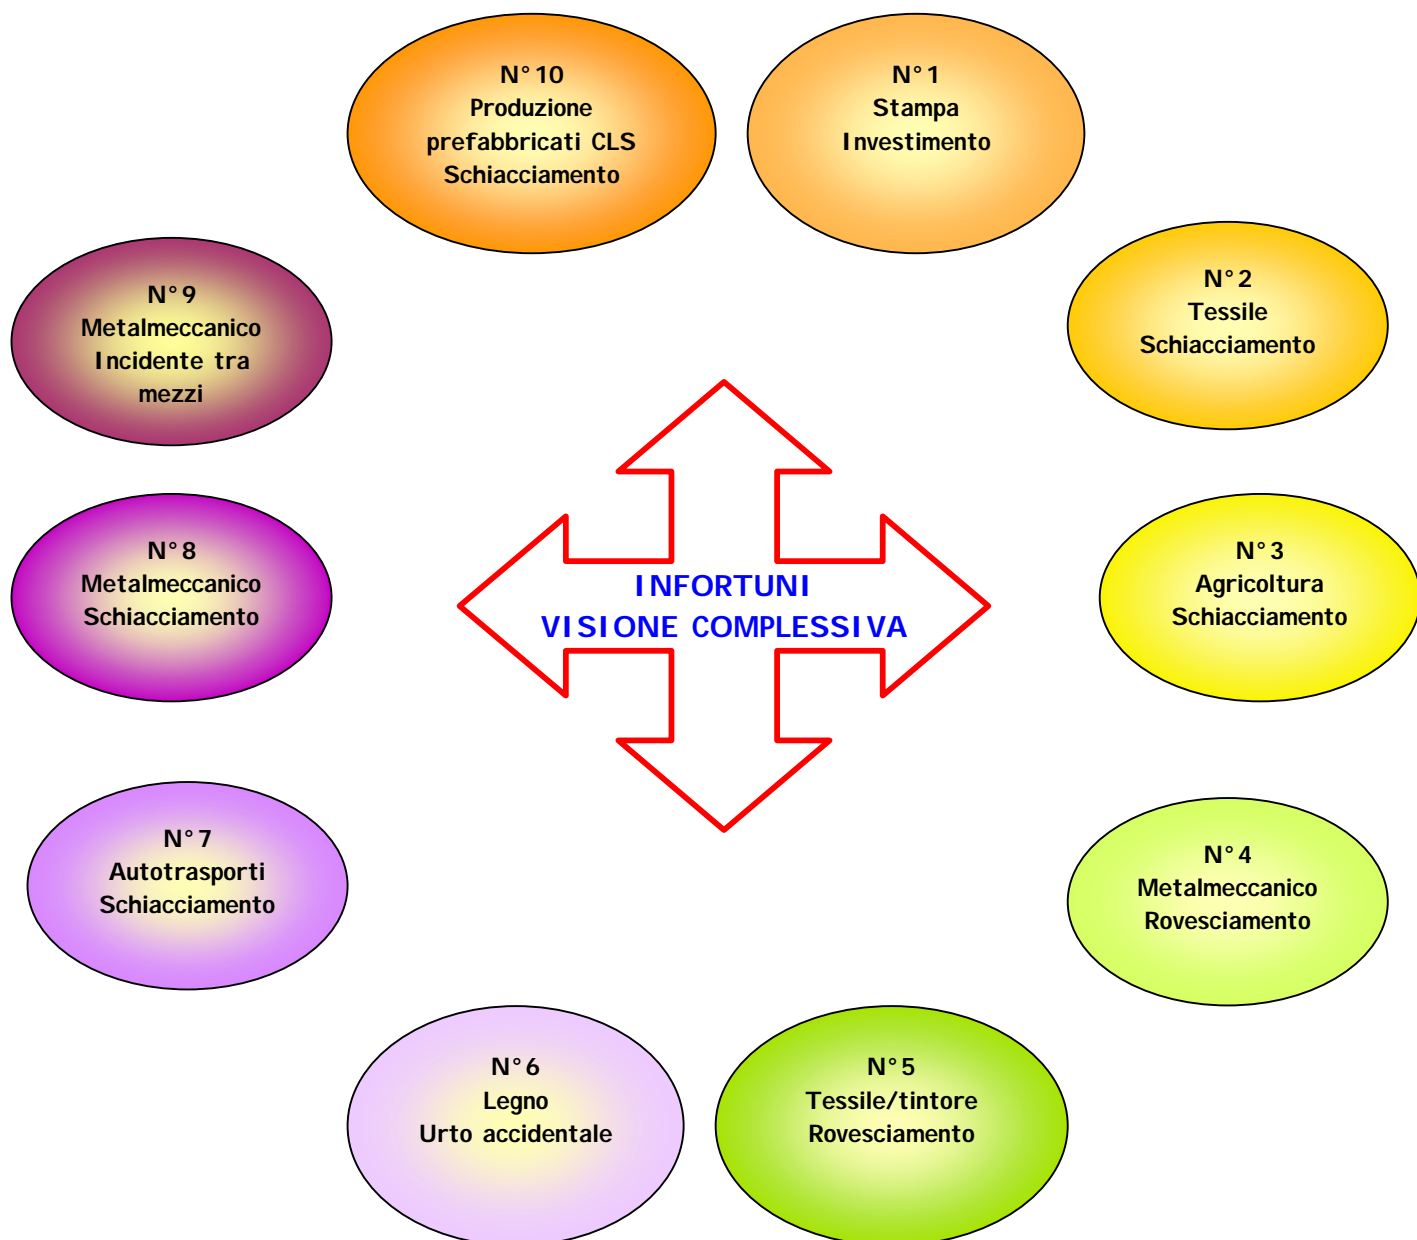 N°10
Produzione
prefabbricati CLS
Schiacciamento
N°1
Stampa
Investimento
N°2
Tessile
Schiacciamento
N°9
Metalmeccanico
Incidente tra
mezzi
N°8
Metalmeccanico
Schiacciamento
INFORTUNI
VISIONE COMPLESSIVA
N°3
Agricoltura
Schiacciamento
N°7
Autotrasporti
Schiacciamento
N°4
Metalmeccanico
Rovesciamento
N°6
Legno
Urto accidentale
N°5
Tessile/tintore
Rovesciamento